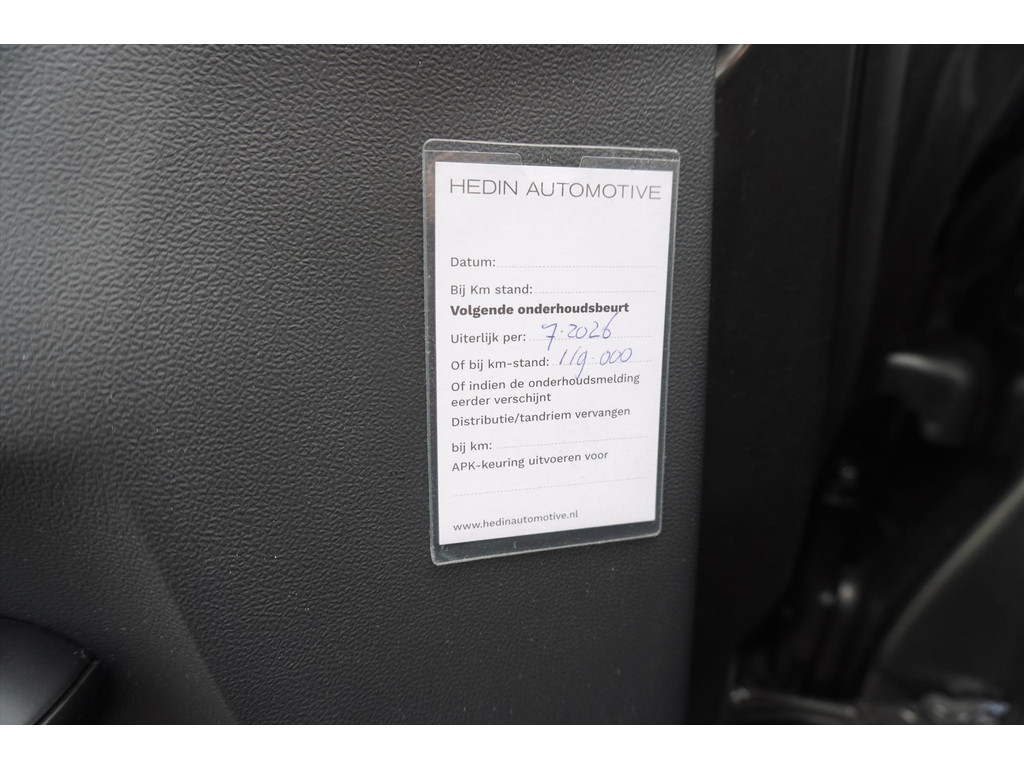 HEDIN AUTOMOTIVE
Datum:
Bij Km stand:
Volgende onderhoudsbeurt
Uiterlijk per: 7-2026
Of bij km-stand: 119.000
Of indien de onderhoudsmelding
eerder verschijnt
Distributie/tandriem vervangen
bij km:
APK-keuring uitvoeren voor
www.hedinautomotive.nl